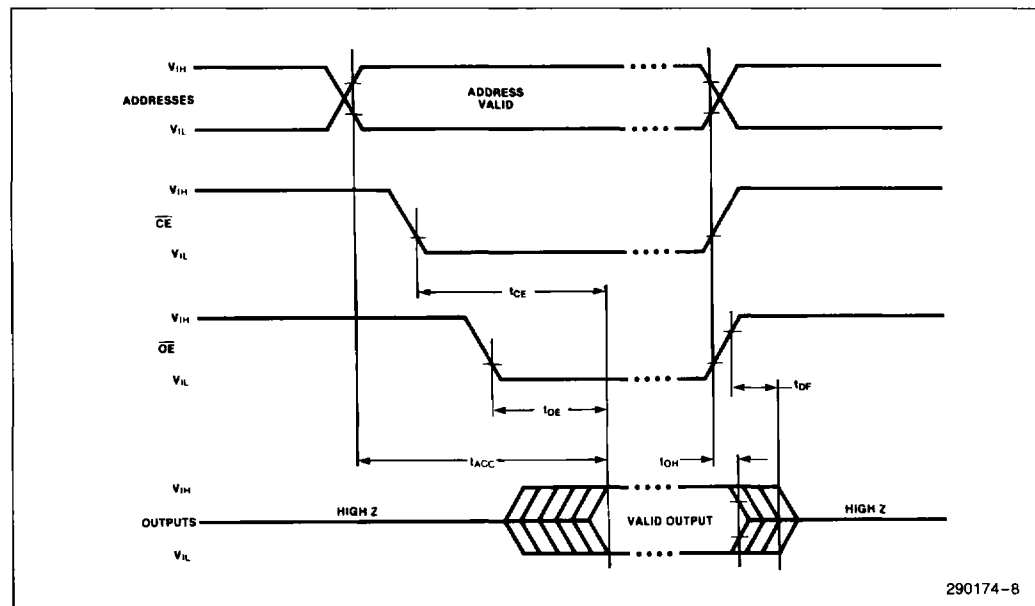 VIH
ADDRESSES
ADDRESS
VALID
VIL
VIH
CE
VIL
tCE
VIH
OE
VIL
tDF
tOE
tACC
tOH
VIH
OUTPUTS
HIGH Z
VALID OUTPUT
HIGH Z
VIL
290174-8